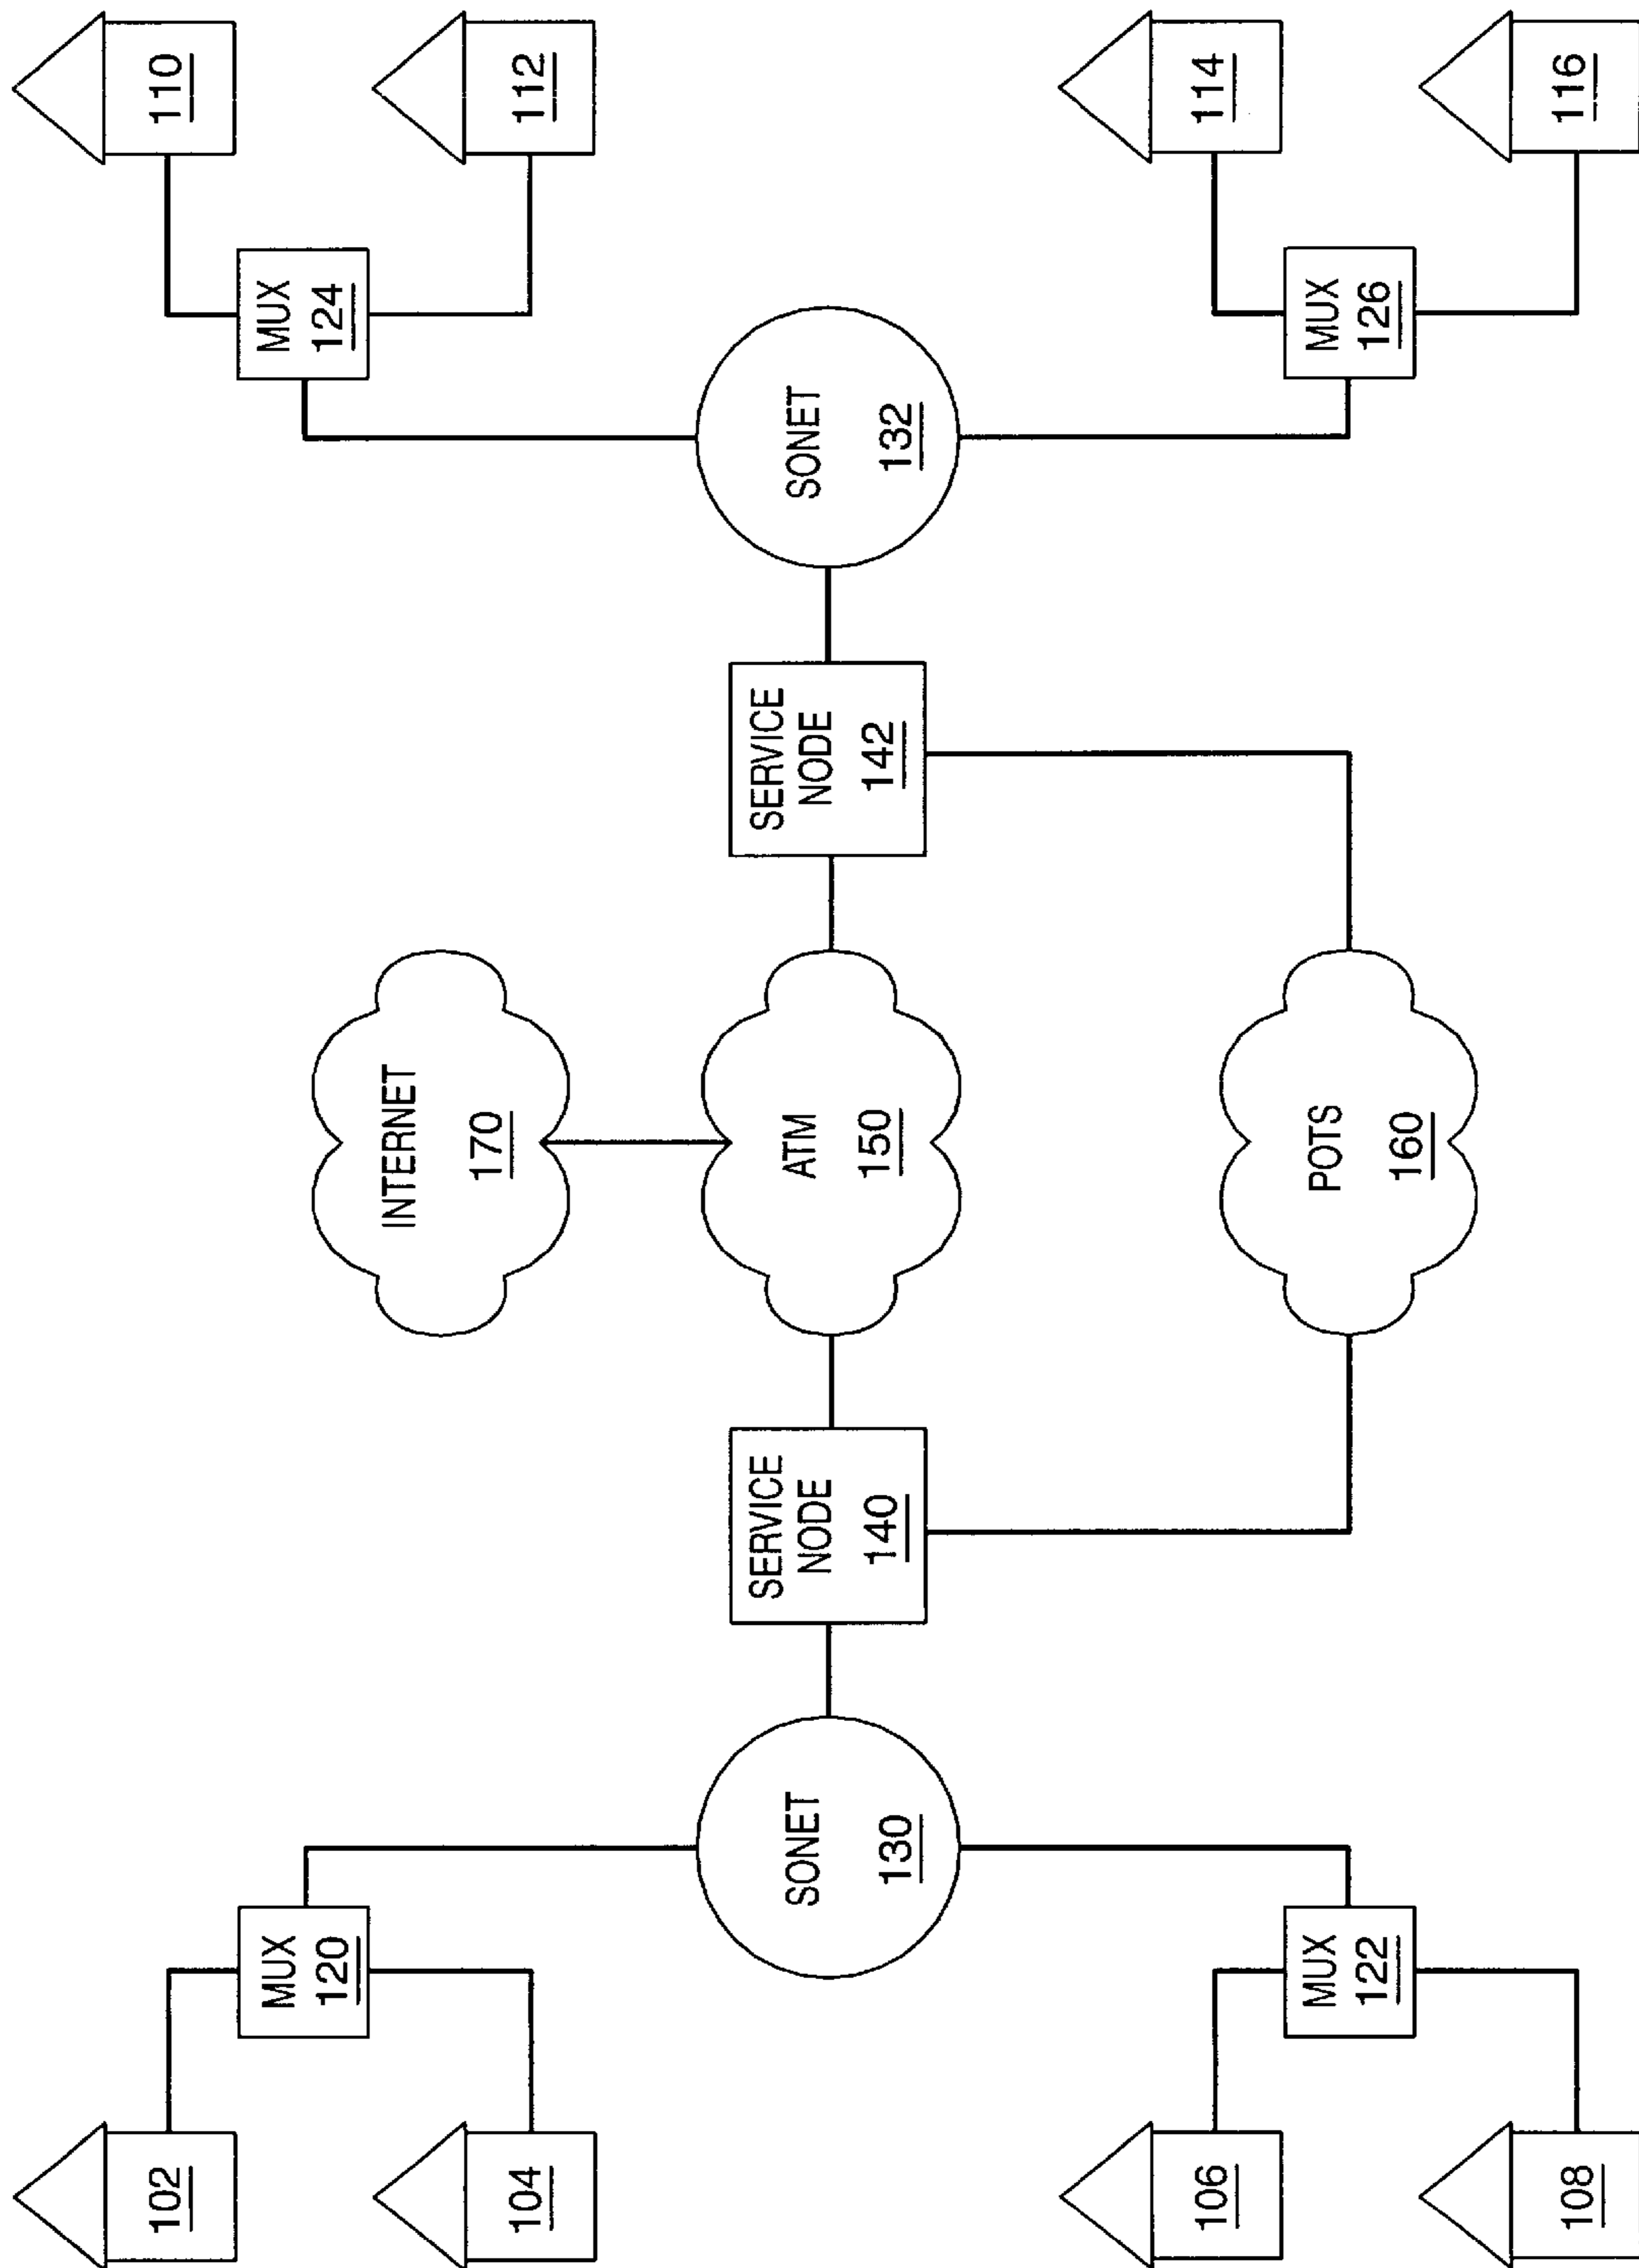 102
104
106
108
MUX
120
MUX
122
SONET
130
SERVICE
NODE
140
INTERNET
170
ATM
150
POTS
160
SERVICE
NODE
142
SONET
132
MUX
124
MUX
126
110
112
114
116